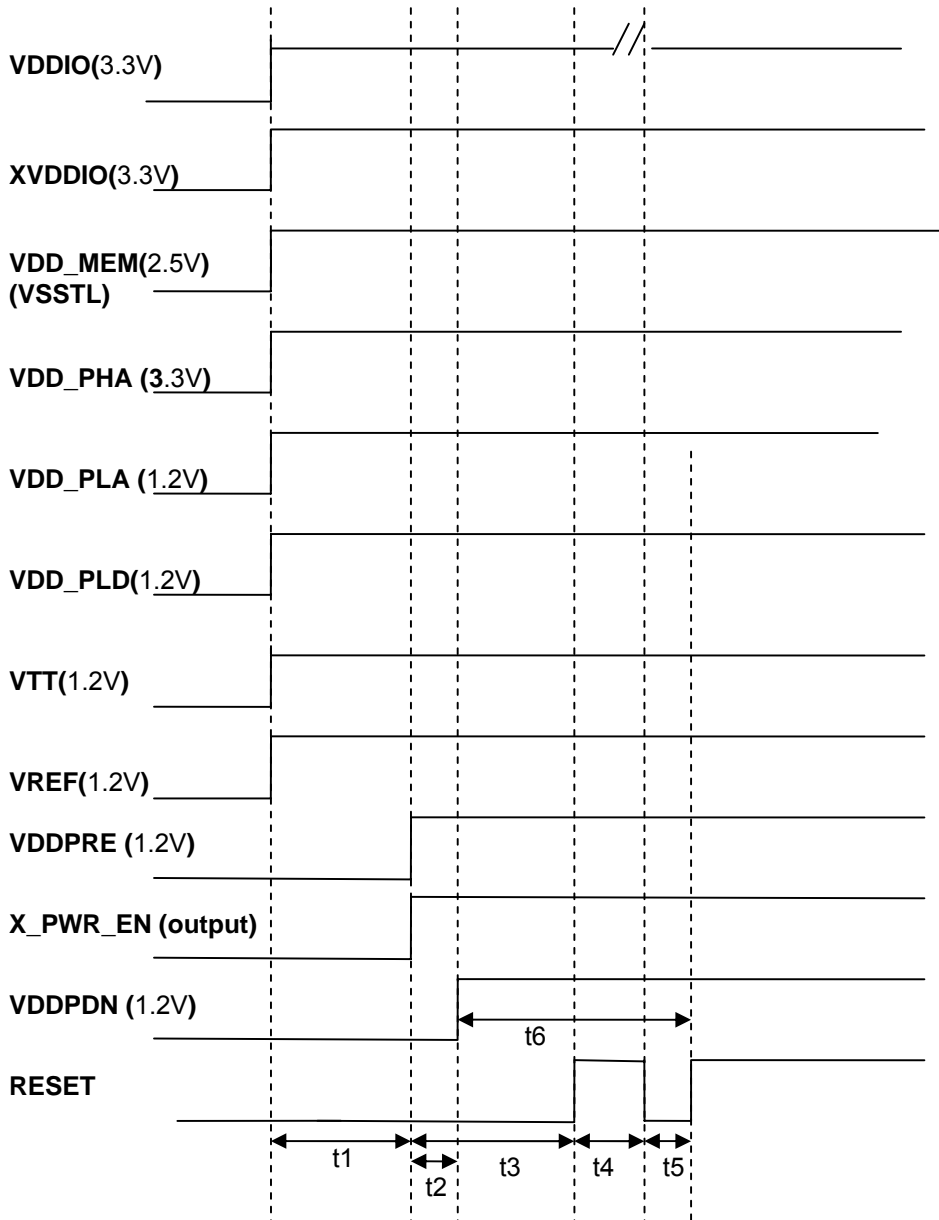 VDDIO(3.3V)
XVDDIO(3.3V)
VDD_MEM(2.5V)
(VSSTL)
VDD_PHA (3.3V)
VDD_PLA (1.2V)
VDD_PLD(1.2V)
VTT(1.2V)
VREF(1.2V)
VDDPRE (1.2V)
X_PWR_EN (output)
VDDPDN (1.2V)
t6
RESET
t1
t3
t4
t5
t2